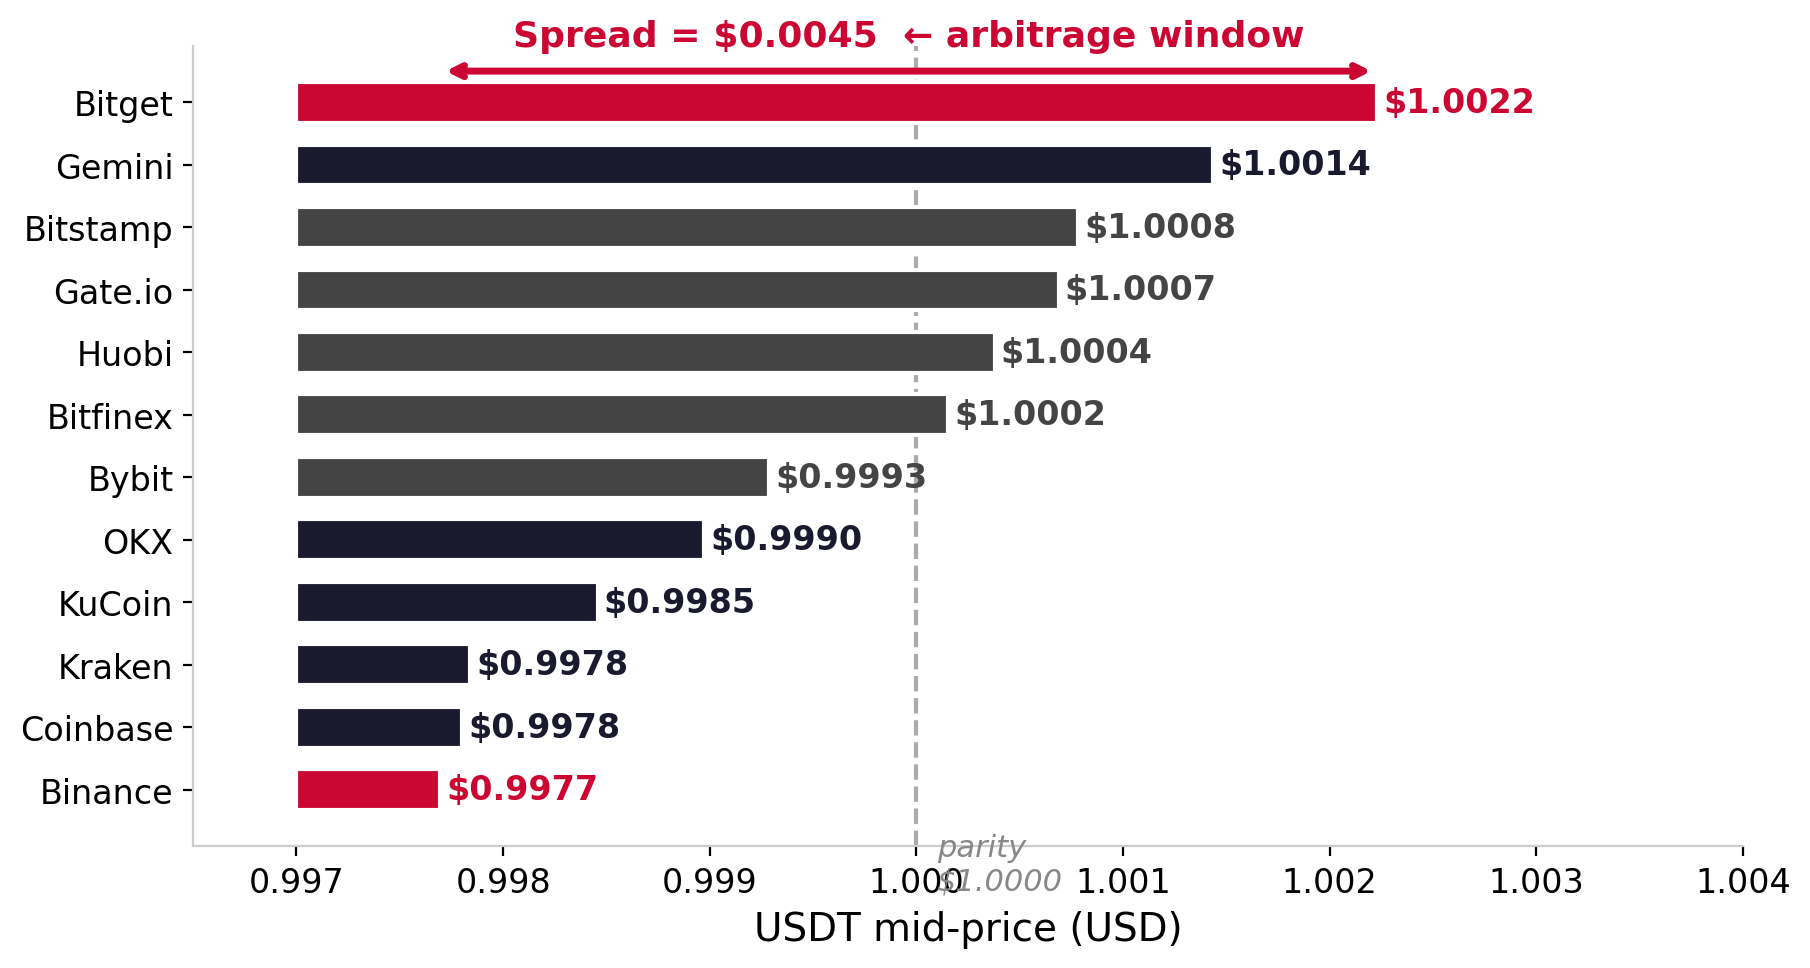 Spread = $0.0045 ← arbitrage window
Bitget $1.0022
Gemini $1.0014
Bitstamp $1.0008
Gate.io $1.0007
Huobi $1.0004
Bitfinex $1.0002
Bybit $0.9993
OKX $0.9990
KuCoin $0.9985
Kraken $0.9978
Coinbase $0.9978
Binance $0.9977
parity
$1.0000
0.997 0.998 0.999 1.000 1.001 1.002 1.003 1.004
USDT mid-price (USD)